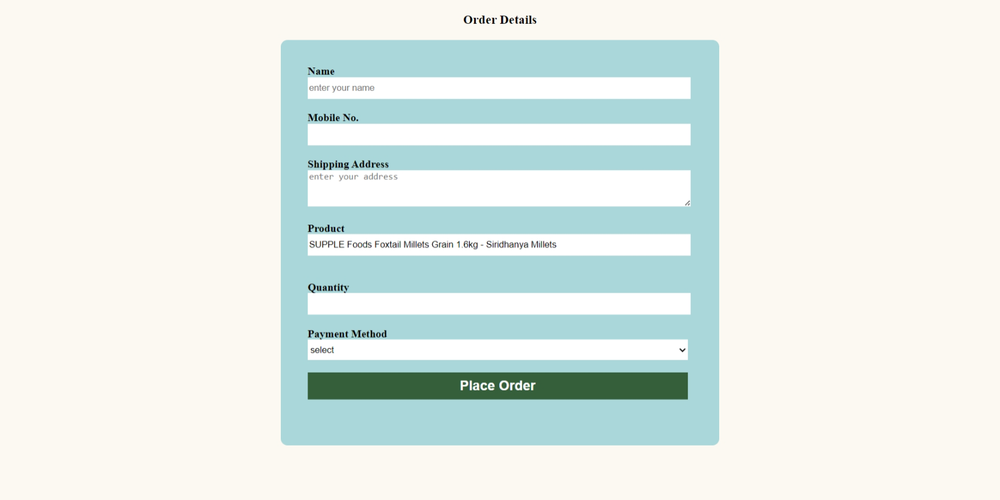 Order Details
Name
enter your name
Mobile No.
Shipping Address
enter your address
Product
SUPPLE Foods Foxtail Millets Grain 1.6kg - Siridhanya Millets
Quantity
Payment Method
select
Place Order